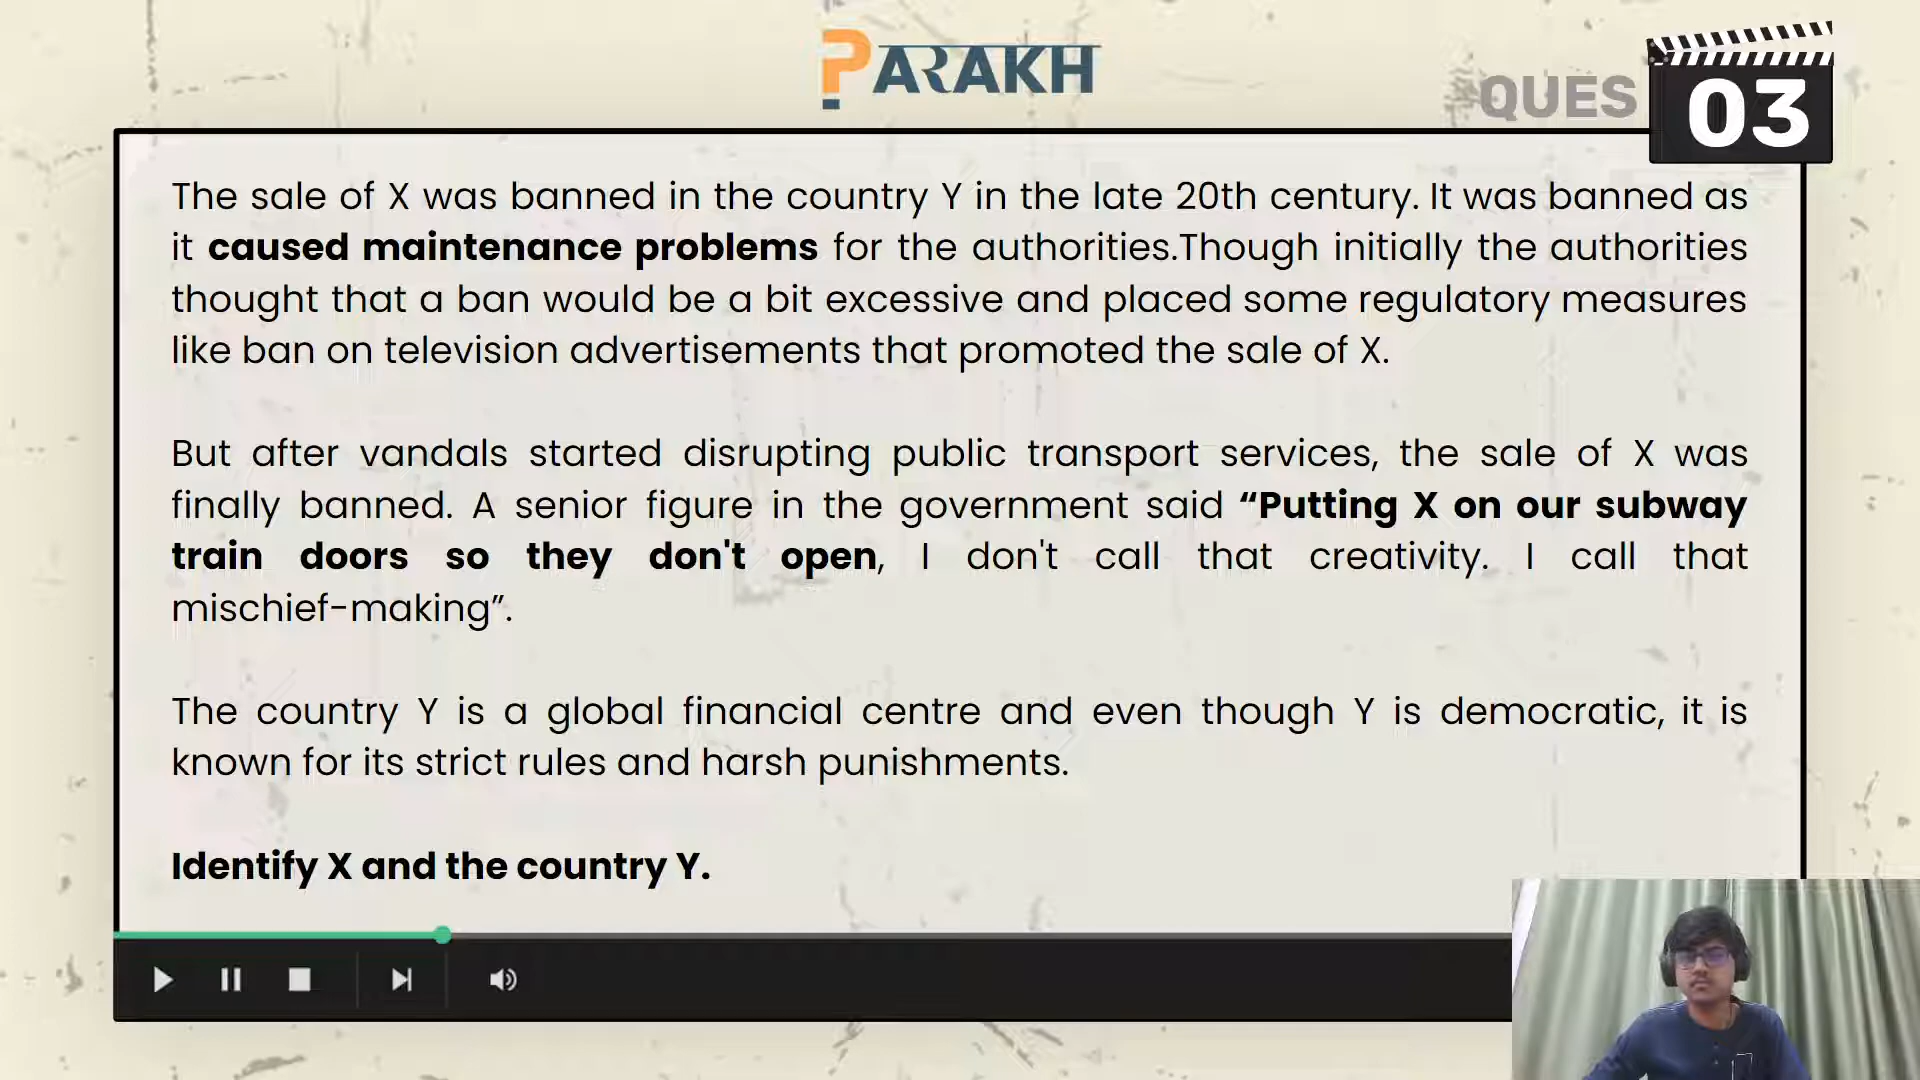 PARAKH
QUES 03
The sale of X was banned in the country Y in the late 20th century. It was banned as
it caused maintenance problems for the authorities.Though initially the authorities
thought that a ban would be a bit excessive and placed some regulatory measures
like ban on television advertisements that promoted the sale of X.
But after vandals started disrupting public transport services, the sale of X was
finally banned. A senior figure in the government said “Putting X on our subway
train doors so they don't open, I don't call that creativity. I call that
mischief-making”.
The country Y is a global financial centre and even though Y is democratic, it is
known for its strict rules and harsh punishments.
Identify X and the country Y.